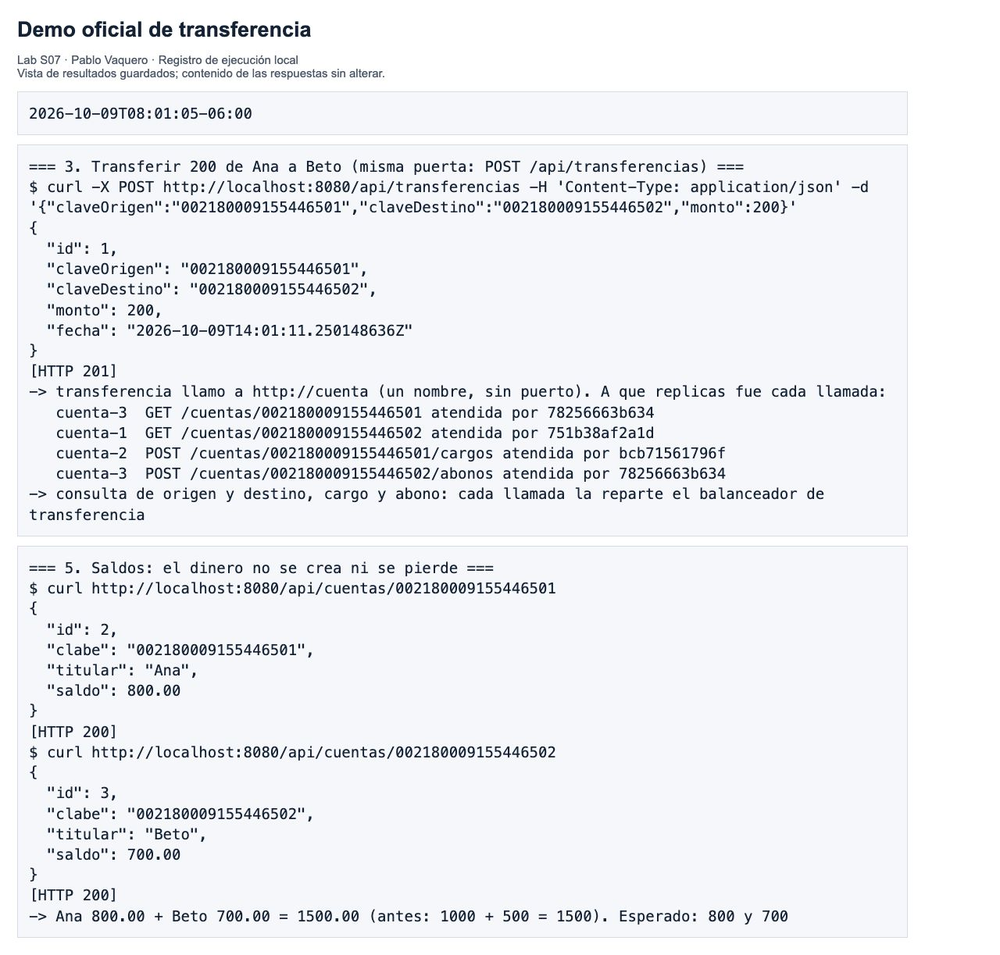 Demo oficial de transferencia
Lab S07 · Pablo Vaquero · Registro de ejecución local
Vista de resultados guardados; contenido de las respuestas sin alterar.
2026-10-09T08:01:05-06:00
=== 3. Transferir 200 de Ana a Beto (misma puerta: POST /api/transferencias) ===
$ curl -X POST http://localhost:8080/api/transferencias -H 'Content-Type: application/json' -d
'{"claveOrigen":"002180009155446501","claveDestino":"002180009155446502","monto":200}'
{
  "id": 1,
  "claveOrigen": "002180009155446501",
  "claveDestino": "002180009155446502",
  "monto": 200,
  "fecha": "2026-10-09T14:01:11.250148636Z"
}
[HTTP 201]
-> transferencia llamo a http://cuenta (un nombre, sin puerto). A que replicas fue cada llamada:
   cuenta-3  GET /cuentas/002180009155446501 atendida por 78256663b634
   cuenta-1  GET /cuentas/002180009155446502 atendida por 751b38af2a1d
   cuenta-2  POST /cuentas/002180009155446501/cargos atendida por bcb71561796f
   cuenta-3  POST /cuentas/002180009155446502/abonos atendida por 78256663b634
-> consulta de origen y destino, cargo y abono: cada llamada la reparte el balanceador de
transferencia
=== 5. Saldos: el dinero no se crea ni se pierde ===
$ curl http://localhost:8080/api/cuentas/002180009155446501
{
  "id": 2,
  "clabe": "002180009155446501",
  "titular": "Ana",
  "saldo": 800.00
}
[HTTP 200]
$ curl http://localhost:8080/api/cuentas/002180009155446502
{
  "id": 3,
  "clabe": "002180009155446502",
  "titular": "Beto",
  "saldo": 700.00
}
[HTTP 200]
-> Ana 800.00 + Beto 700.00 = 1500.00 (antes: 1000 + 500 = 1500). Esperado: 800 y 700